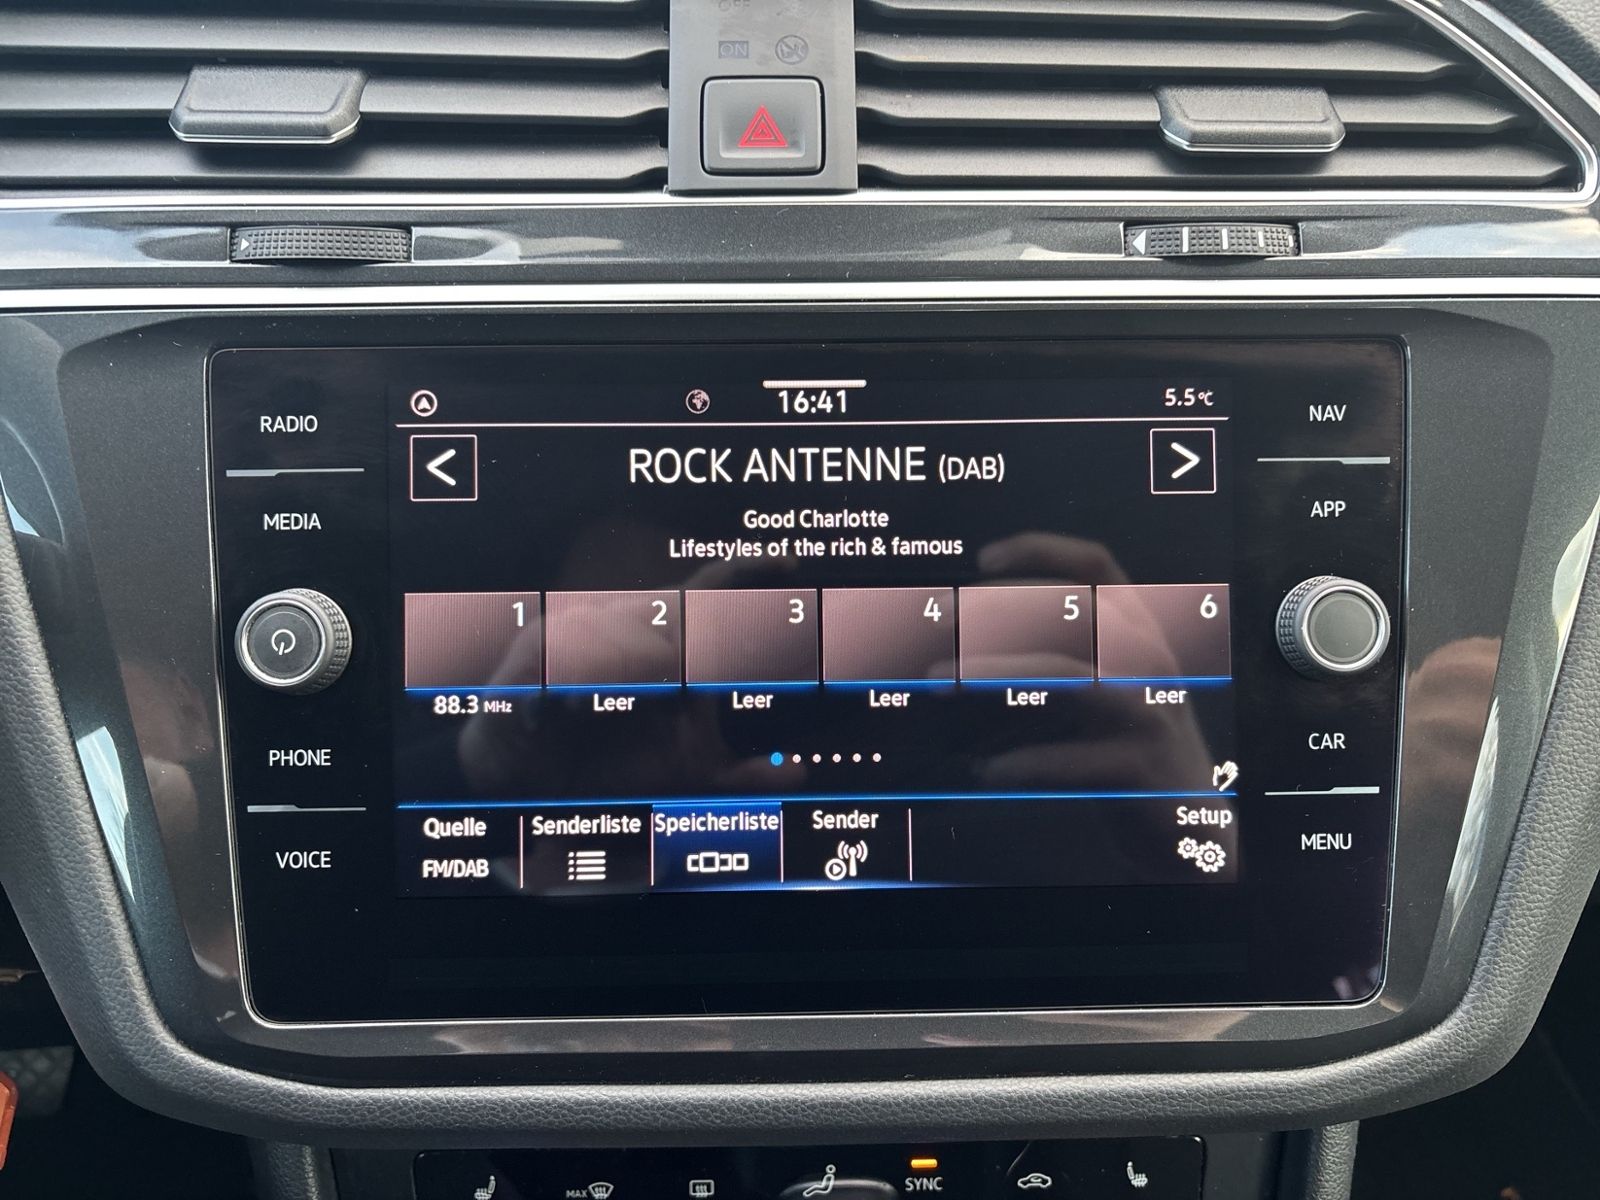 OFF
ON
16:41
5.5°C
RADIO
NAV
< ROCK ANTENNE (DAB) >
Good Charlotte
Lifestyles of the rich & famous
MEDIA
APP
1 2 3 4 5 6
88.3 MHz Leer Leer Leer Leer Leer
PHONE
CAR
Quelle Senderliste Speicherliste Sender Setup
FM/DAB
VOICE
MENU
MAX
SYNC